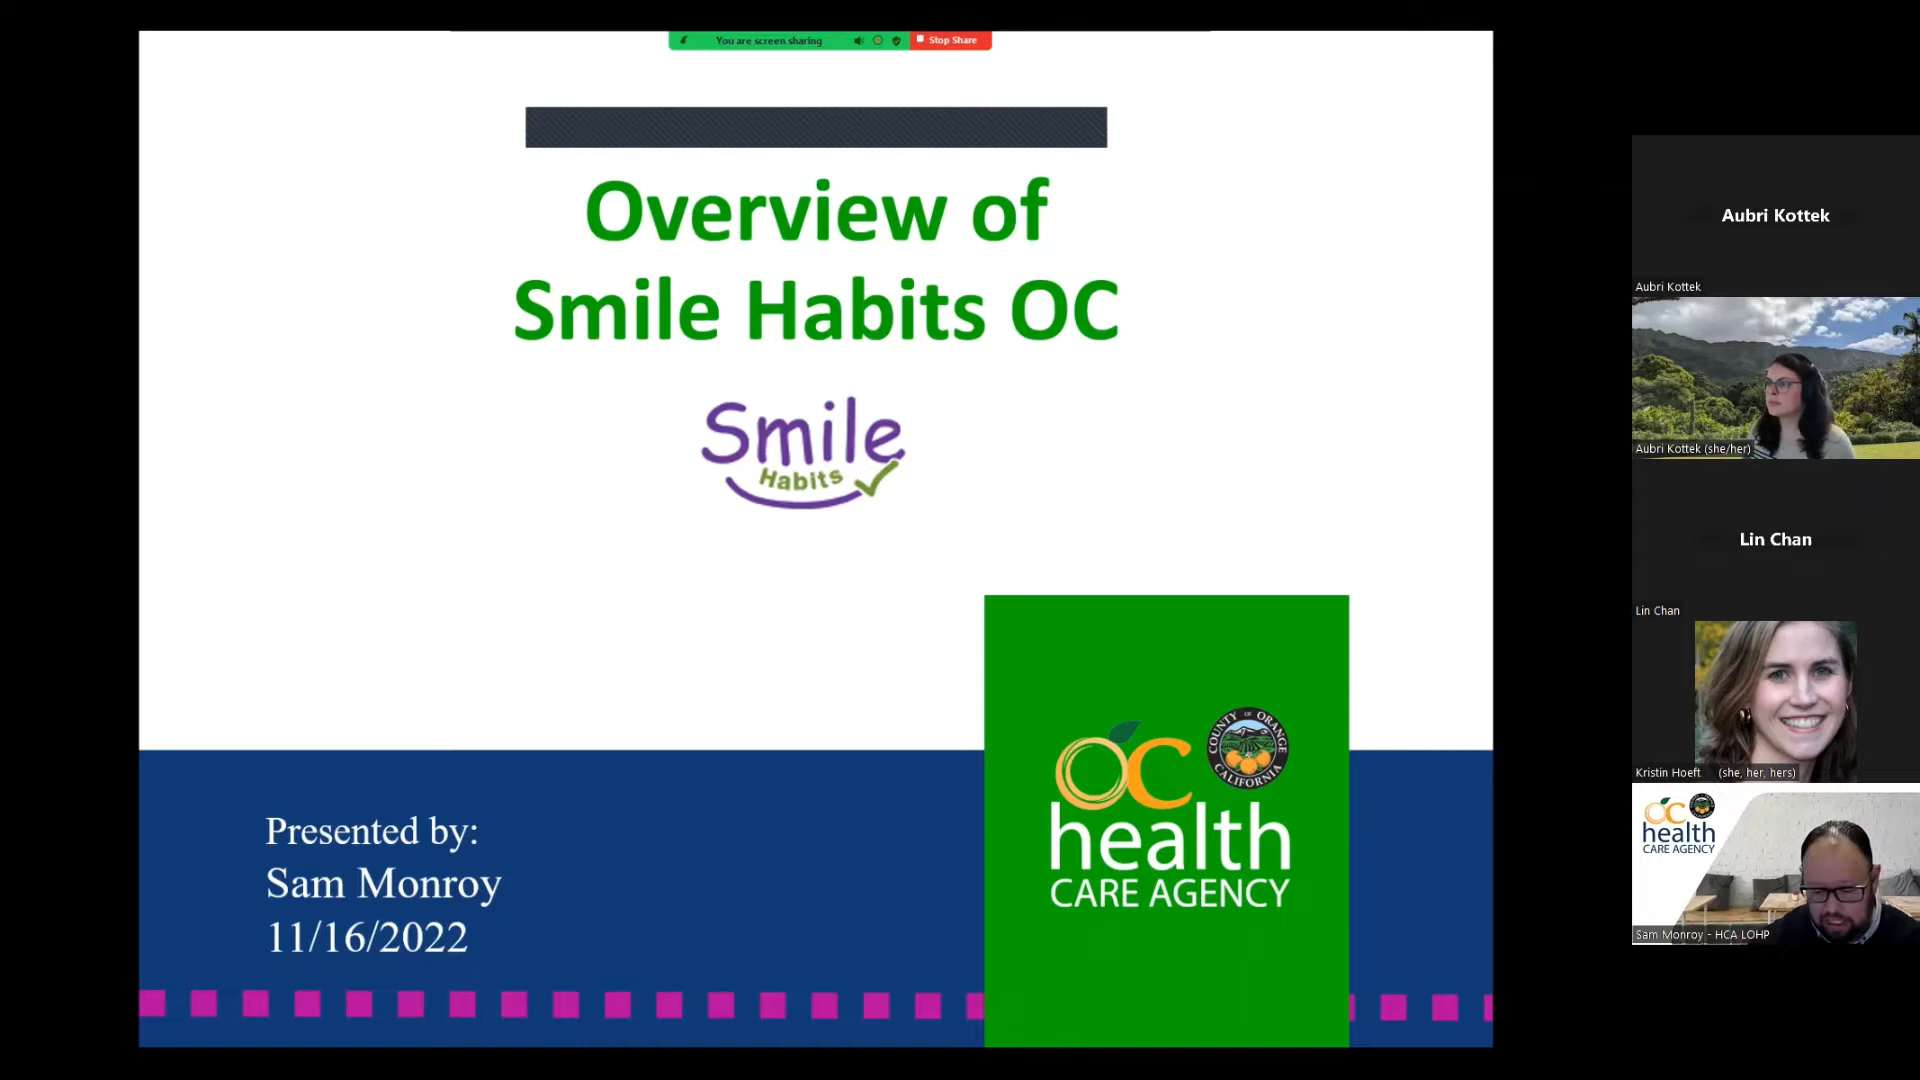 You are screen sharing
Stop Share
Overview of
Smile Habits OC
Smile
Habits
Presented by:
Sam Monroy
11/16/2022
OC
COUNTY OF ORANGE
CALIFORNIA
health
CARE AGENCY
Aubri Kottek
Aubri Kottek
Aubri Kottek (she/her)
Lin Chan
Lin Chan
Kristin Hoeft (she, her, hers)
OC
health
CARE AGENCY
Sam Monroy - HCA LOHP